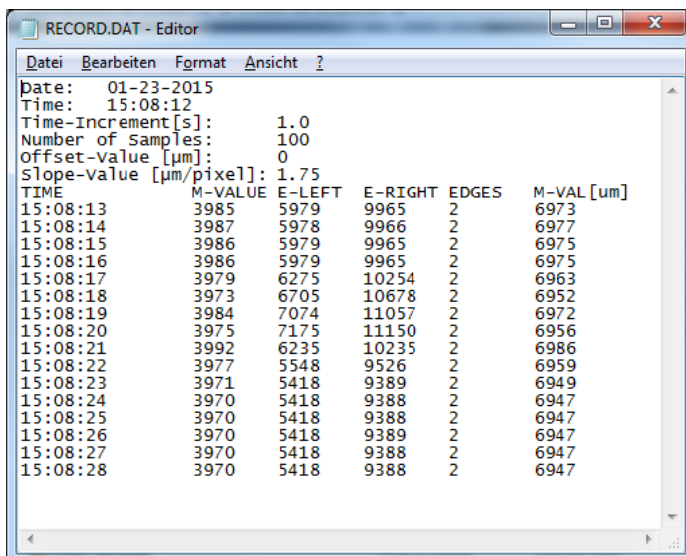 RECORD.DAT - Editor
Datei Bearbeiten Format Ansicht ?
Date: 01-23-2015
Time: 15:08:12
Time-Increment[s]: 1.0
Number of Samples: 100
Offset-Value [µm]: 0
Slope-Value [µm/pixel]: 1.75
TIME M-VALUE E-LEFT E-RIGHT EDGES M-VAL[um]
15:08:13 3985 5979 9965 2 6973
15:08:14 3987 5978 9966 2 6977
15:08:15 3986 5979 9965 2 6975
15:08:16 3986 5979 9965 2 6975
15:08:17 3979 6275 10254 2 6963
15:08:18 3973 6705 10678 2 6952
15:08:19 3984 7074 11057 2 6972
15:08:20 3975 7175 11150 2 6956
15:08:21 3992 6235 10235 2 6986
15:08:22 3977 5548 9526 2 6959
15:08:23 3971 5418 9389 2 6949
15:08:24 3970 5418 9388 2 6947
15:08:25 3970 5418 9388 2 6947
15:08:26 3970 5418 9389 2 6947
15:08:27 3970 5418 9388 2 6947
15:08:28 3970 5418 9388 2 6947